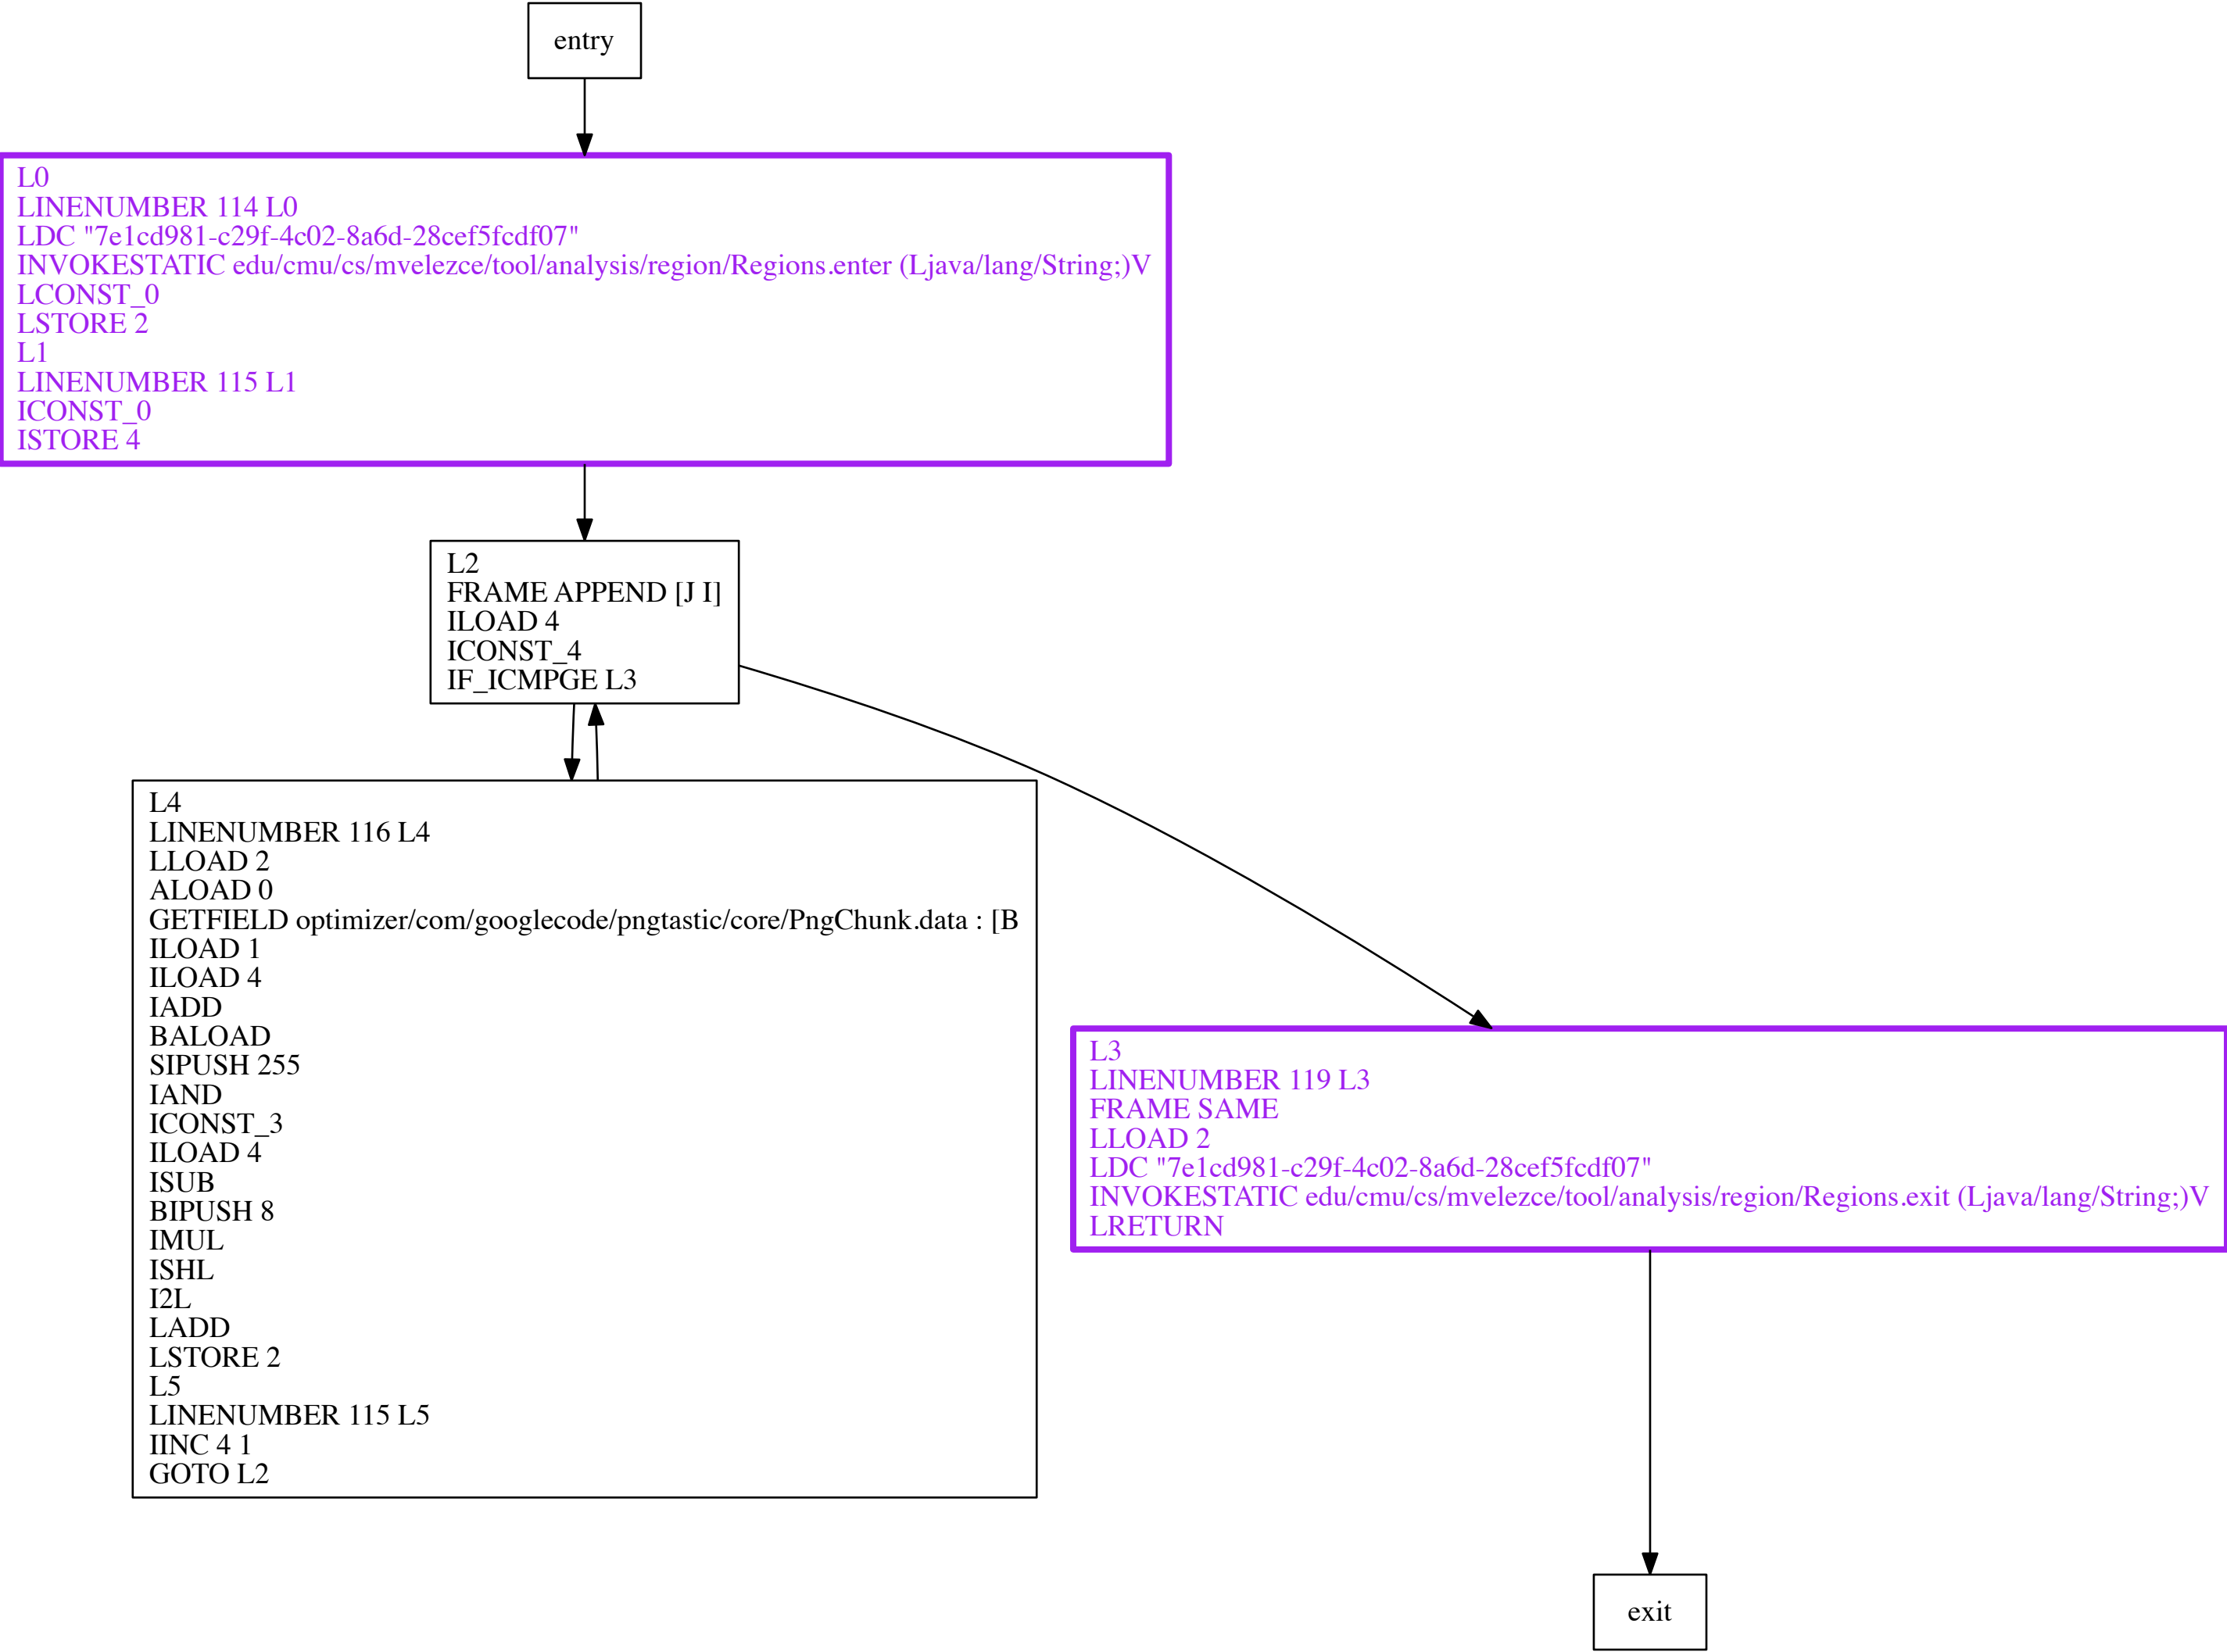 entry
L0
LINENUMBER 114 L0
LDC "7e1cd981-c29f-4c02-8a6d-28cef5fcdf07"
INVOKESTATIC edu/cmu/cs/mvelezce/tool/analysis/region/Regions.enter (Ljava/lang/String;)V
LCONST_0
LSTORE 2
L1
LINENUMBER 115 L1
ICONST_0
ISTORE 4
L2
FRAME APPEND [J I]
ILOAD 4
ICONST_4
IF_ICMPGE L3
L4
LINENUMBER 116 L4
LLOAD 2
ALOAD 0
GETFIELD optimizer/com/googlecode/pngtastic/core/PngChunk.data : [B
ILOAD 1
ILOAD 4
IADD
BALOAD
SIPUSH 255
IAND
ICONST_3
ILOAD 4
ISUB
BIPUSH 8
IMUL
ISHL
I2L
LADD
LSTORE 2
L5
LINENUMBER 115 L5
IINC 4 1
GOTO L2
L3
LINENUMBER 119 L3
FRAME SAME
LLOAD 2
LDC "7e1cd981-c29f-4c02-8a6d-28cef5fcdf07"
INVOKESTATIC edu/cmu/cs/mvelezce/tool/analysis/region/Regions.exit (Ljava/lang/String;)V
LRETURN
exit